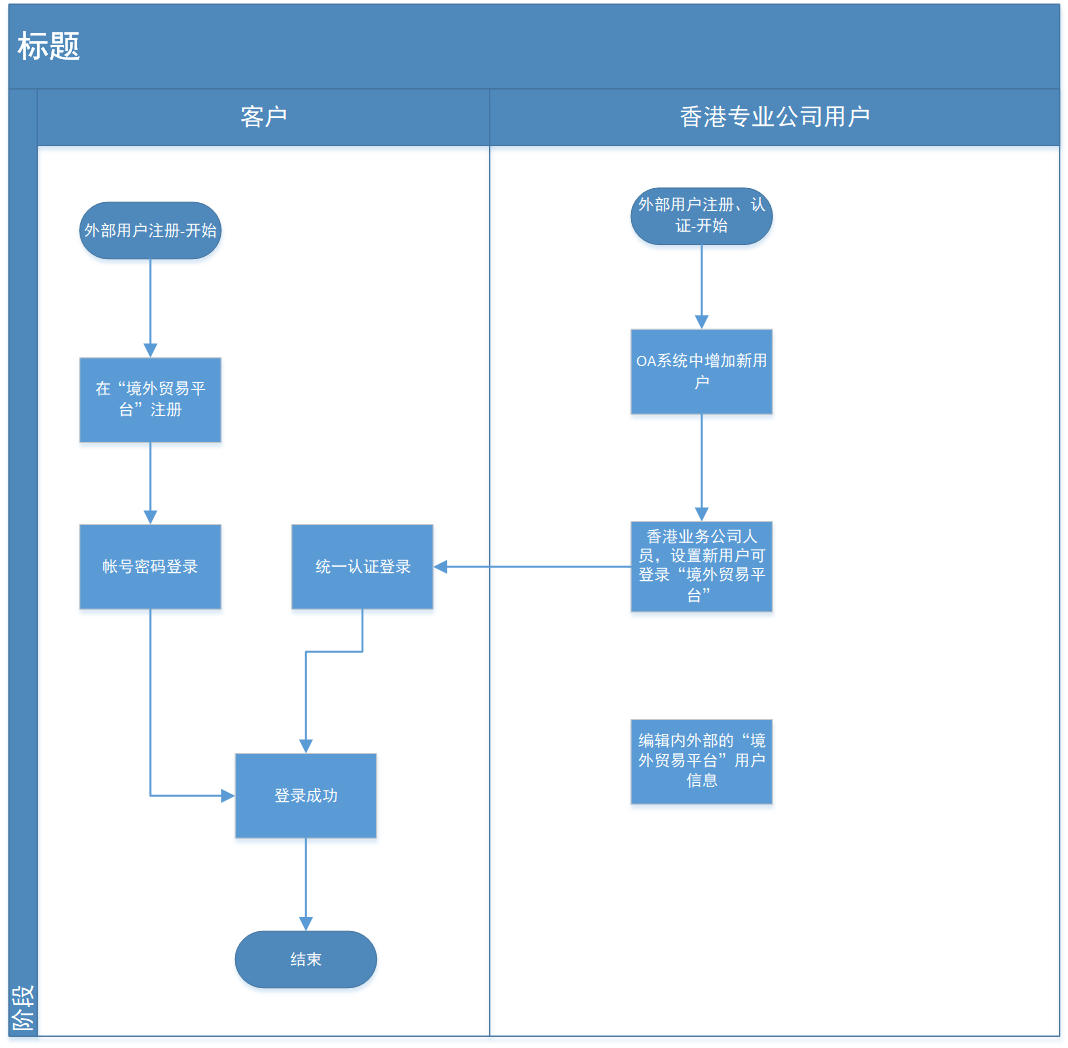 标题
客户
香港专业公司用户
外部用户注册-开始
外部用户注册、认
证-开始
在“境外贸易平
台”注册
OA系统中增加新用
户
帐号密码登录
统一认证登录
香港业务公司人
员，设置新用户可
登录“境外贸易平
台”
编辑内外部的“境
外贸易平台”用户
信息
登录成功
结束
阶段